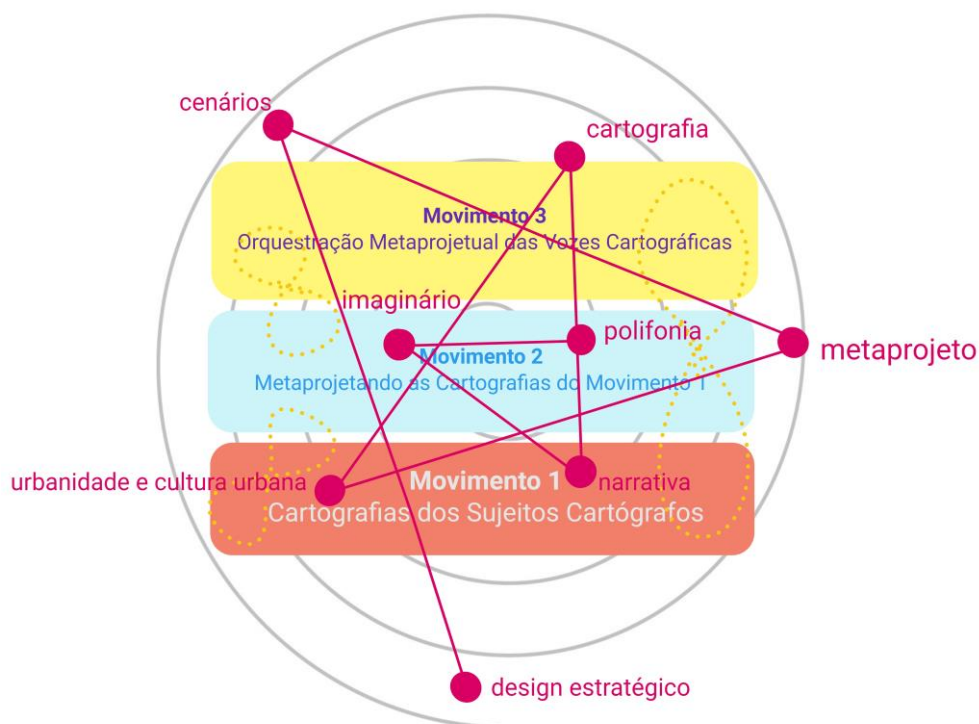 cenários
cartografia
Movimento 3
Orquestração Metaprojetual das Vozes Cartográficas
imaginário
polifonia
metaprojeto
Movimento 2
Metaprojetando as Cartografias do Movimento 1
urbanidade e cultura urbana
Movimento 1
narrativa
Cartografias dos Sujeitos Cartógrafos
design estratégico